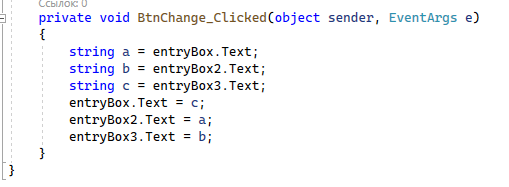 Ссылок: 0
private void BtnChange_Clicked(object sender, EventArgs e)
{
string a = entryBox.Text;
string b = entryBox2.Text;
string c = entryBox3.Text;
entryBox.Text = c;
entryBox2.Text = a;
entryBox3.Text = b;
}
}